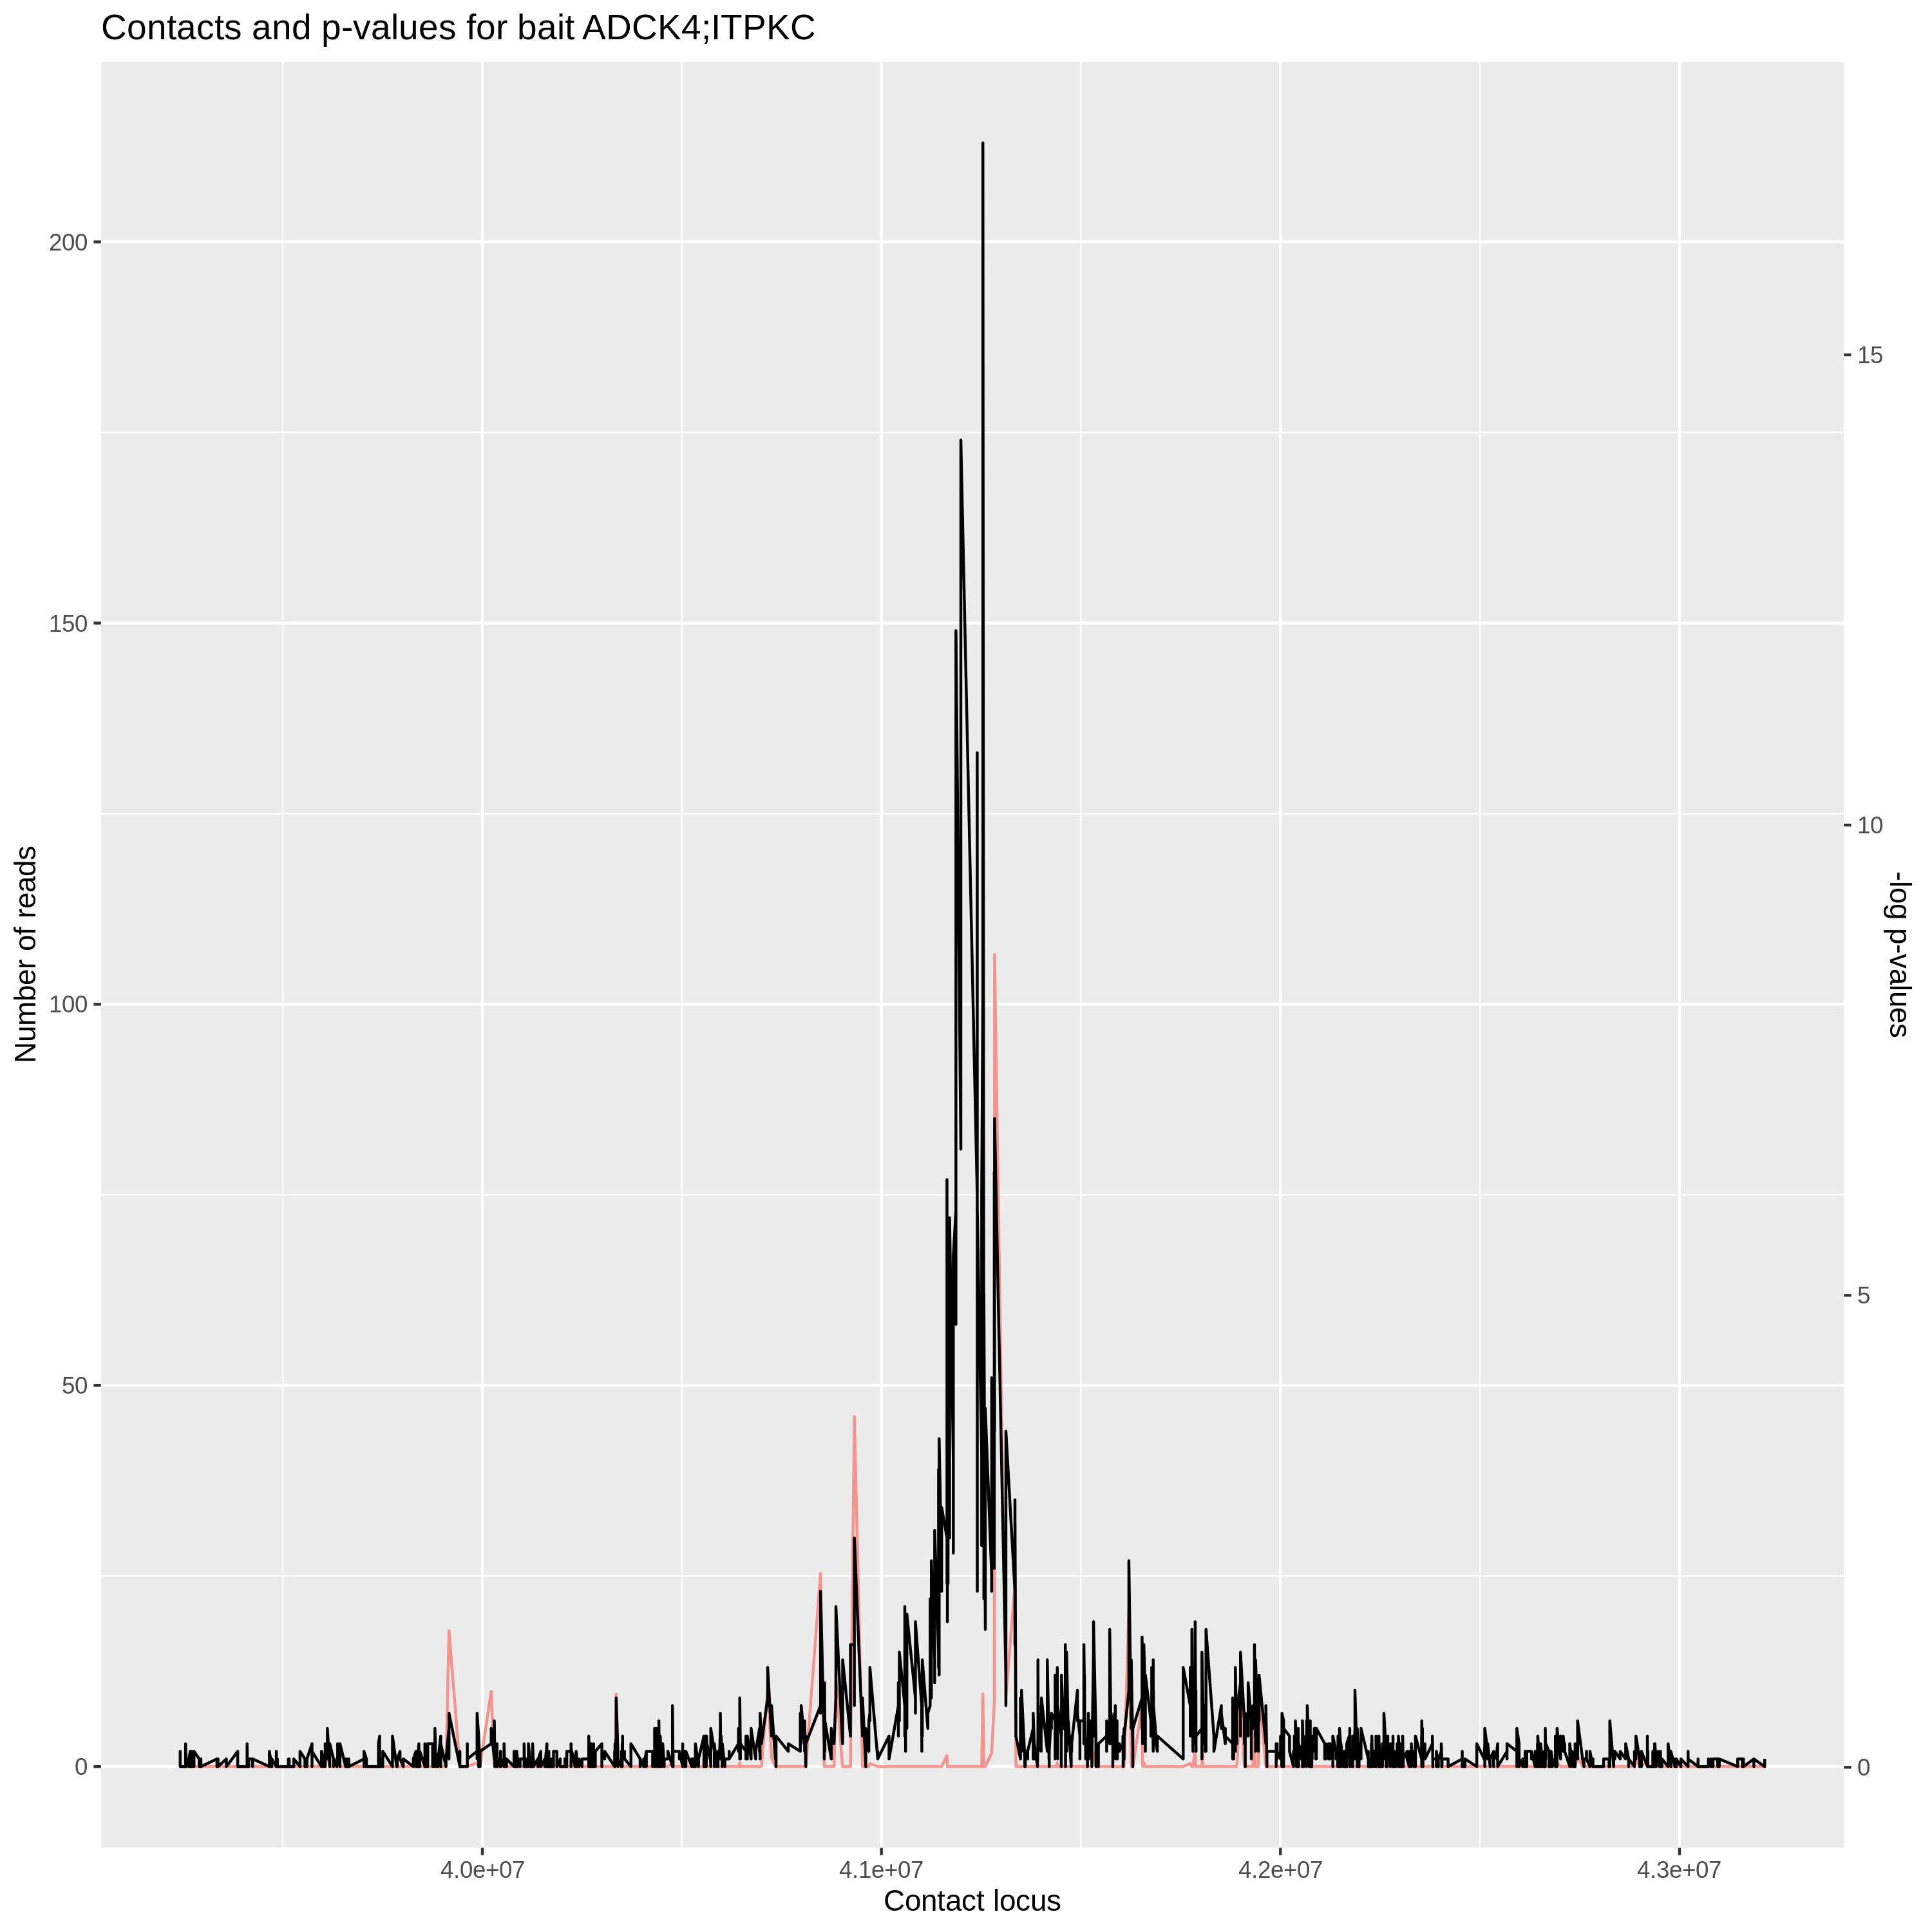 Contacts and p-values for bait ADCK4;ITPKC
200
150
100
50
0
Number of reads
15
10
5
0
-log p-values
4.0e+07
4.1e+07
4.2e+07
4.3e+07
Contact locus